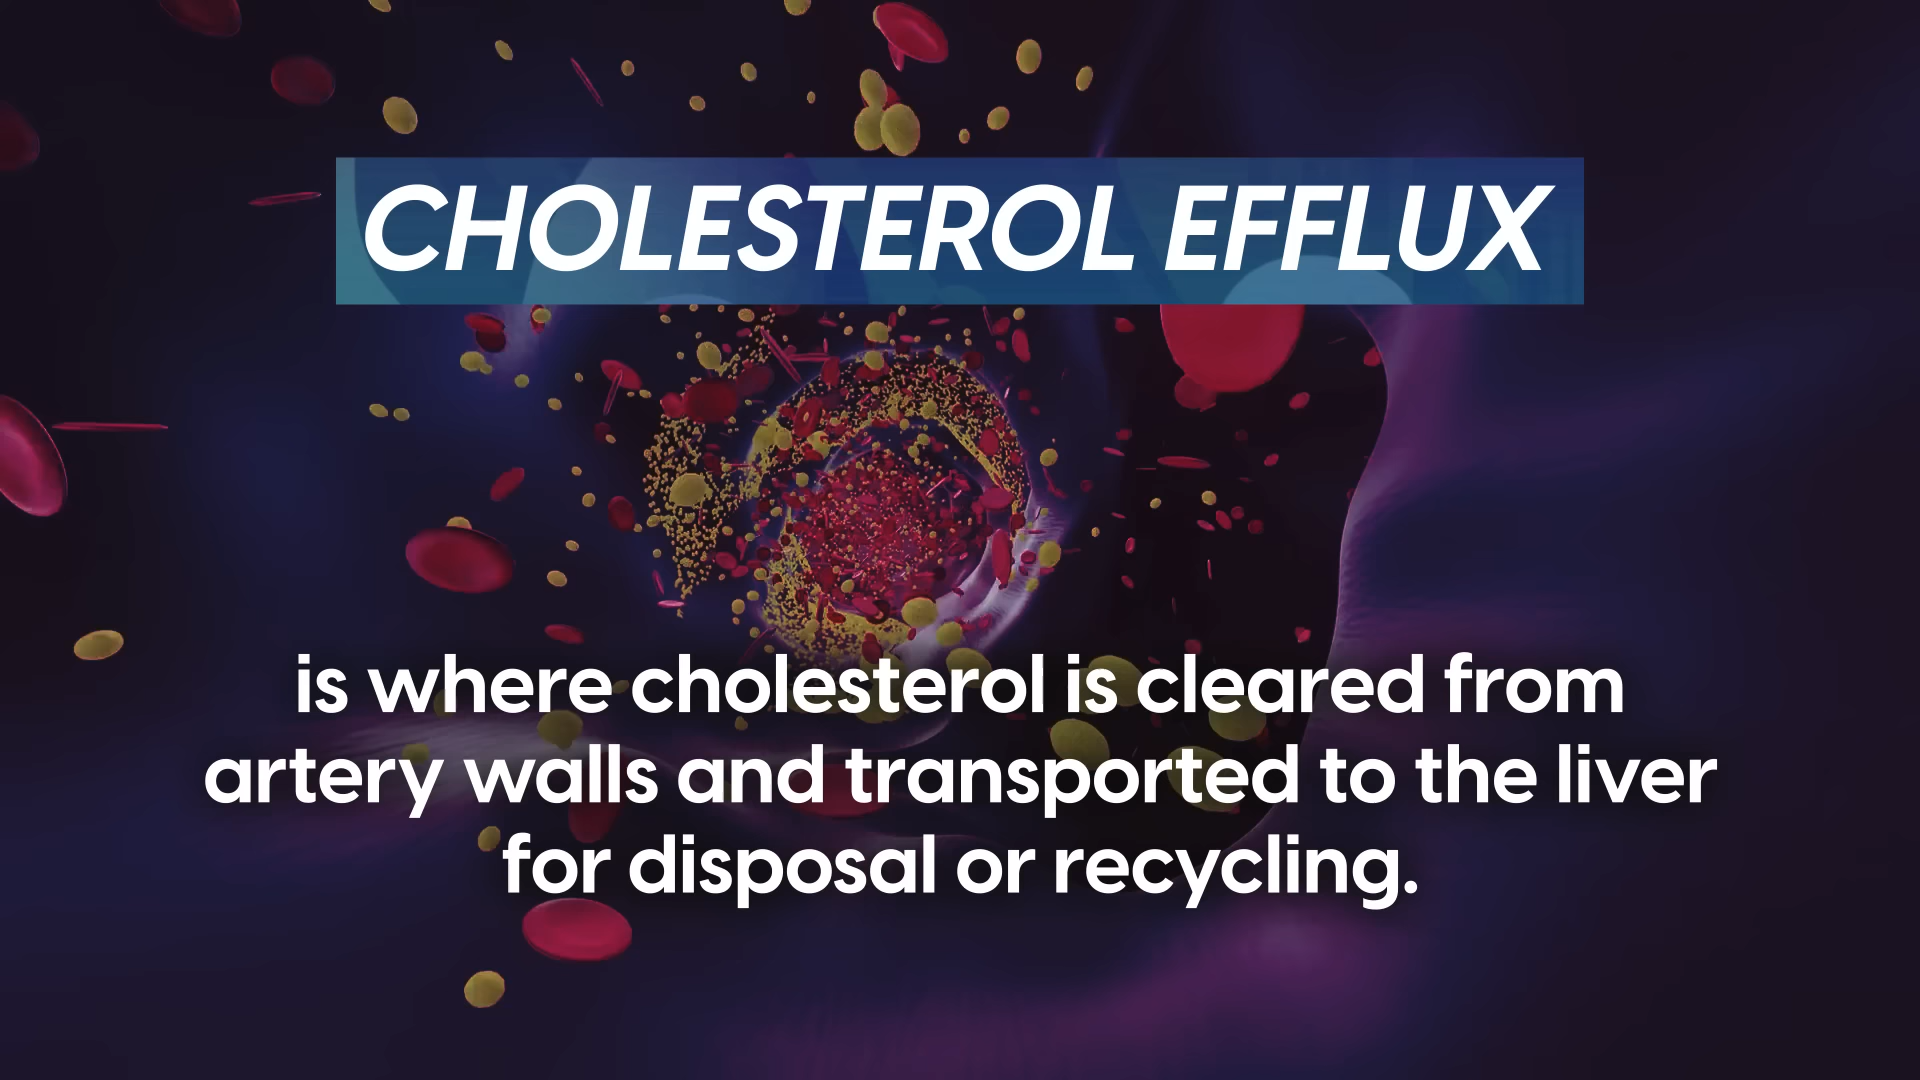 CHOLESTEROL EFFLUX
is where cholesterol is cleared from
artery walls and transported to the liver
for disposal or recycling.